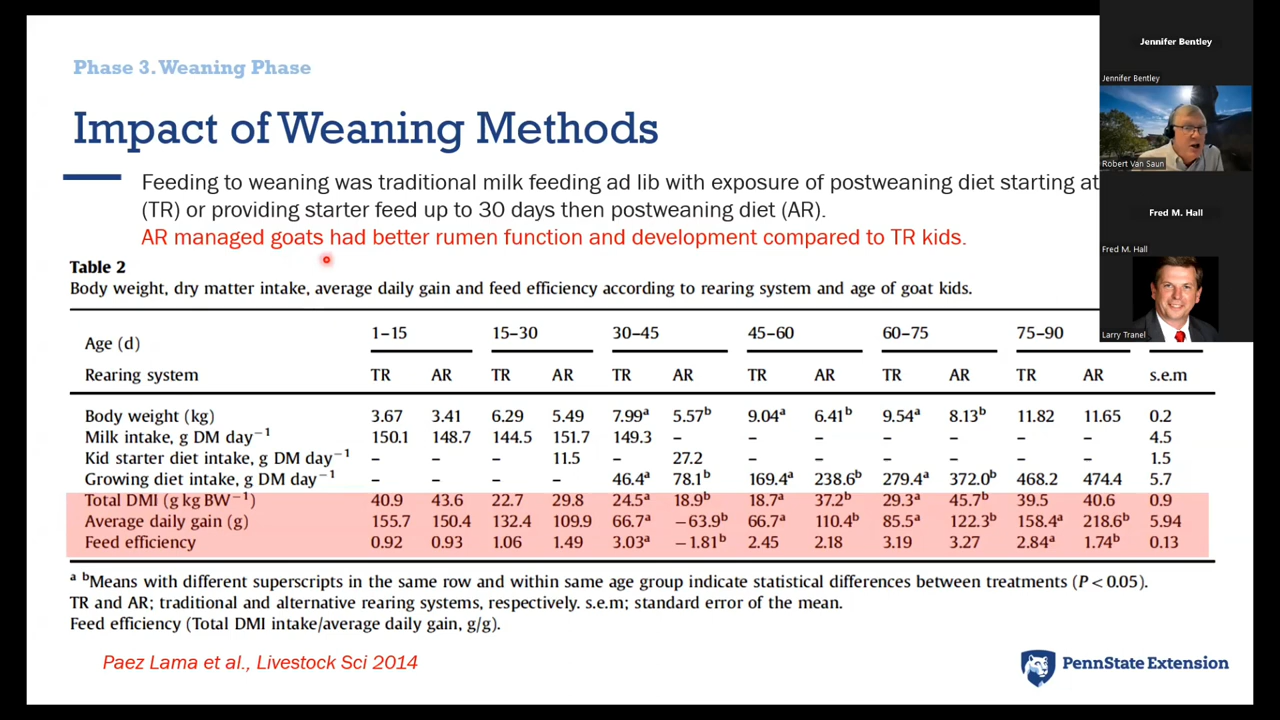 Phase 3. Weaning Phase
Impact of Weaning Methods
Feeding to weaning was traditional milk feeding ad lib with exposure of postweaning diet starting at
(TR) or providing starter feed up to 30 days then postweaning diet (AR).
AR managed goats had better rumen function and development compared to TR kids.
Table 2
Body weight, dry matter intake, average daily gain and feed efficiency according to rearing system and age of goat kids.
Age (d) 1–15 15–30 30–45 45–60 60–75 75–90
Rearing system TR AR TR AR TR AR TR AR TR AR TR AR s.e.m
Body weight (kg) 3.67 3.41 6.29 5.49 7.99ᵃ 5.57ᵇ 9.04ᵃ 6.41ᵇ 9.54ᵃ 8.13ᵇ 11.82 11.65 0.2
Milk intake, g DM day⁻¹ 150.1 148.7 144.5 151.7 149.3 – – – – – – – 4.5
Kid starter diet intake, g DM day⁻¹ – – – 11.5 – 27.2 – – – – – – 1.5
Growing diet intake, g DM day⁻¹ – – – – 46.4ᵃ 78.1ᵇ 169.4ᵃ 238.6ᵇ 279.4ᵃ 372.0ᵇ 468.2 474.4 5.7
Total DMI (g kg BW⁻¹) 40.9 43.6 22.7 29.8 24.5ᵃ 18.9ᵇ 18.7ᵃ 37.2ᵇ 29.3ᵃ 45.7ᵇ 39.5 40.6 0.9
Average daily gain (g) 155.7 150.4 132.4 109.9 66.7ᵃ −63.9ᵇ 66.7ᵃ 110.4ᵇ 85.5ᵃ 122.3ᵇ 158.4ᵃ 218.6ᵇ 5.94
Feed efficiency 0.92 0.93 1.06 1.49 3.03ᵃ −1.81ᵇ 2.45 2.18 3.19 3.27 2.84ᵃ 1.74ᵇ 0.13
ᵃ ᵇMeans with different superscripts in the same row and within same age group indicate statistical differences between treatments (P < 0.05).
TR and AR; traditional and alternative rearing systems, respectively. s.e.m; standard error of the mean.
Feed efficiency (Total DMI intake/average daily gain, g/g).
Paez Lama et al., Livestock Sci 2014
PennState Extension
Jennifer Bentley
Jennifer Bentley
Robert Van Saun
Fred M. Hall
Fred M. Hall
Larry Tranel